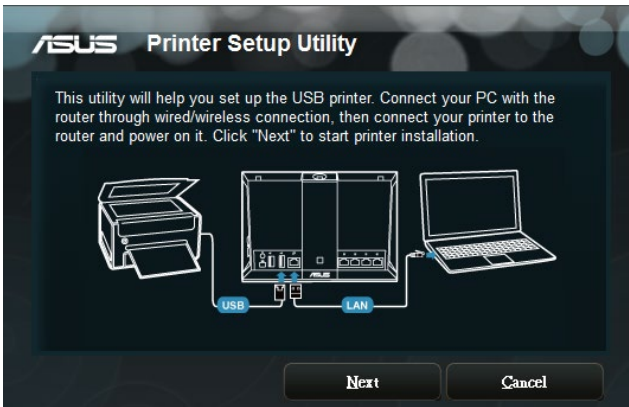 ASUS Printer Setup Utility
This utility will help you set up the USB printer. Connect your PC with the
router through wired/wireless connection, then connect your printer to the
router and power on it. Click "Next" to start printer installation.
ASUS
USB
LAN
Next
Cancel